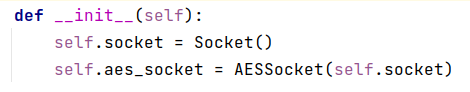 def __init__(self):
    self.socket = Socket()
    self.aes_socket = AESSocket(self.socket)